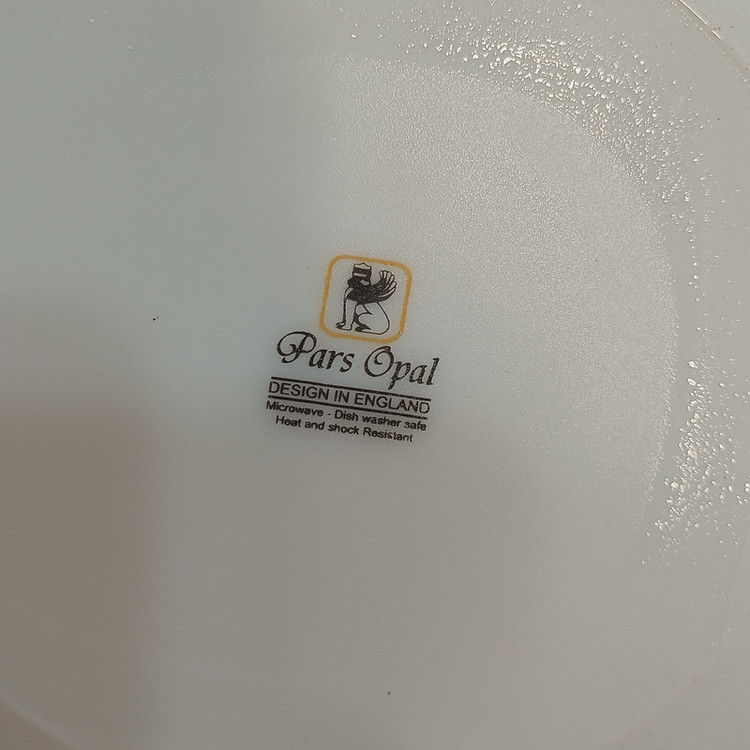 Pars Opal
DESIGN IN ENGLAND
Microwave - Dish washer safe
Heat and shock Resistant